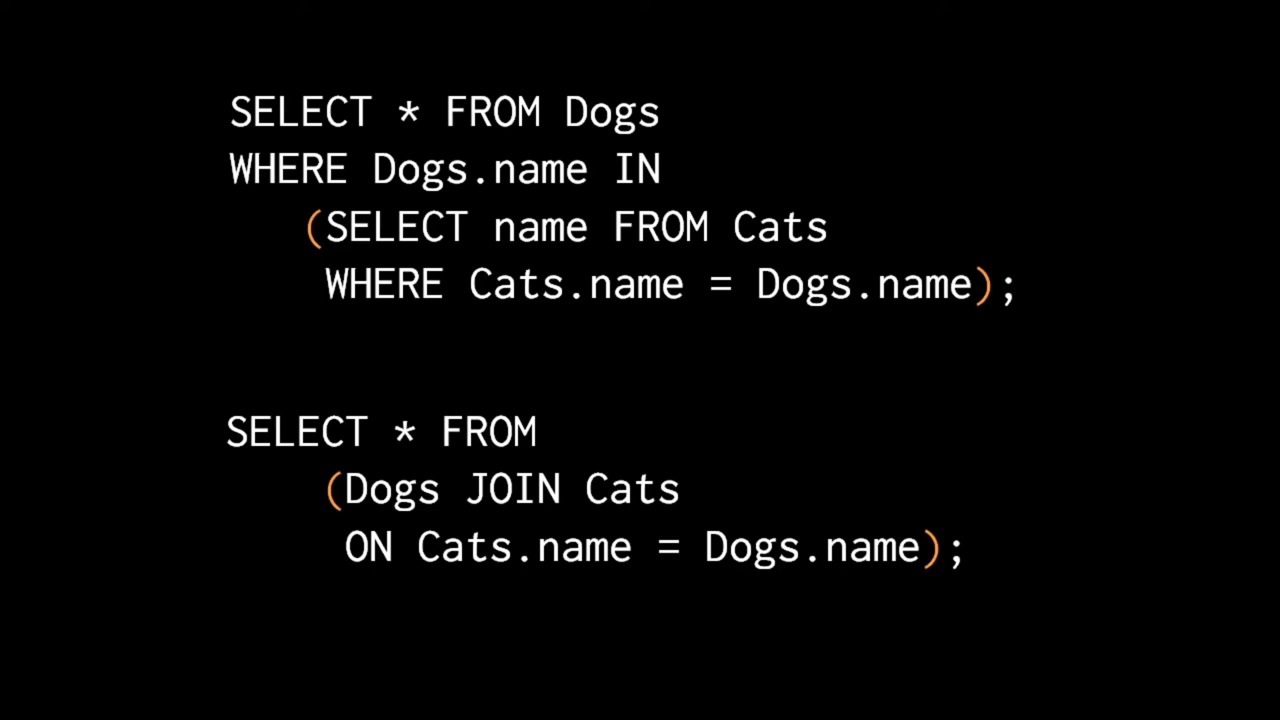 SELECT * FROM Dogs
WHERE Dogs.name IN
(SELECT name FROM Cats
WHERE Cats.name = Dogs.name);
SELECT * FROM
(Dogs JOIN Cats
ON Cats.name = Dogs.name);